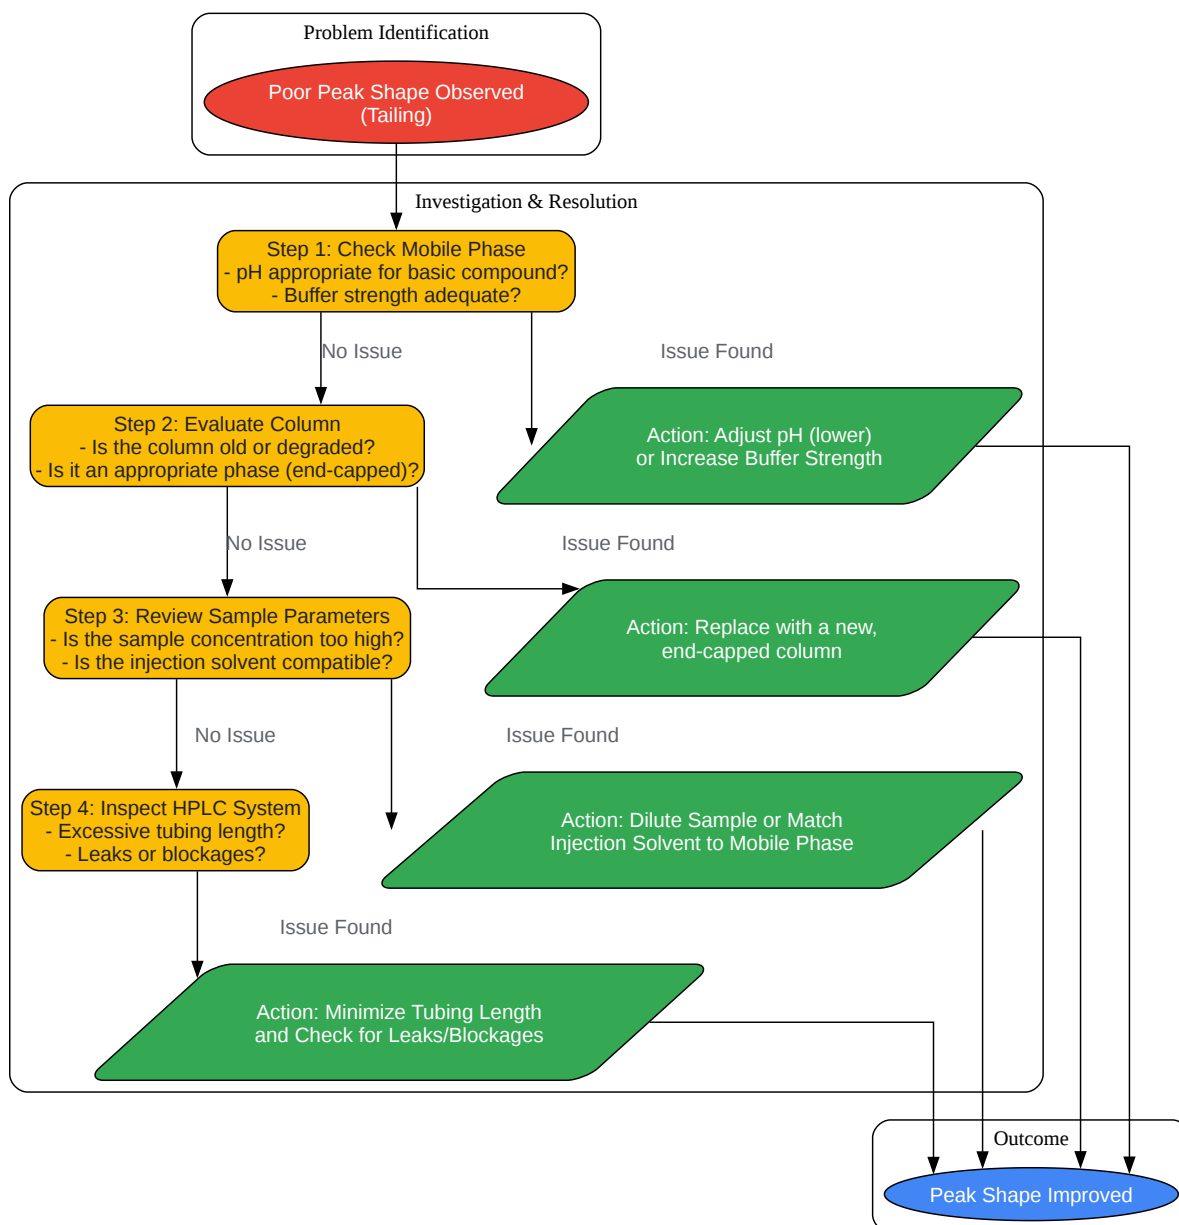 Problem Identification
Poor Peak Shape Observed
(Tailing)
Investigation & Resolution
Step 1: Check Mobile Phase
- pH appropriate for basic compound?
- Buffer strength adequate?
No Issue
Issue Found
Step 2: Evaluate Column
- Is the column old or degraded?
- Is it an appropriate phase (end-capped)?
Action: Adjust pH (lower)
or Increase Buffer Strength
No Issue
Issue Found
Step 3: Review Sample Parameters
- Is the sample concentration too high?
- Is the injection solvent compatible?
Action: Replace with a new,
end-capped column
No Issue
Issue Found
Step 4: Inspect HPLC System
- Excessive tubing length?
- Leaks or blockages?
Action: Dilute Sample or Match
Injection Solvent to Mobile Phase
Issue Found
Action: Minimize Tubing Length
and Check for Leaks/Blockages
Outcome
Peak Shape Improved